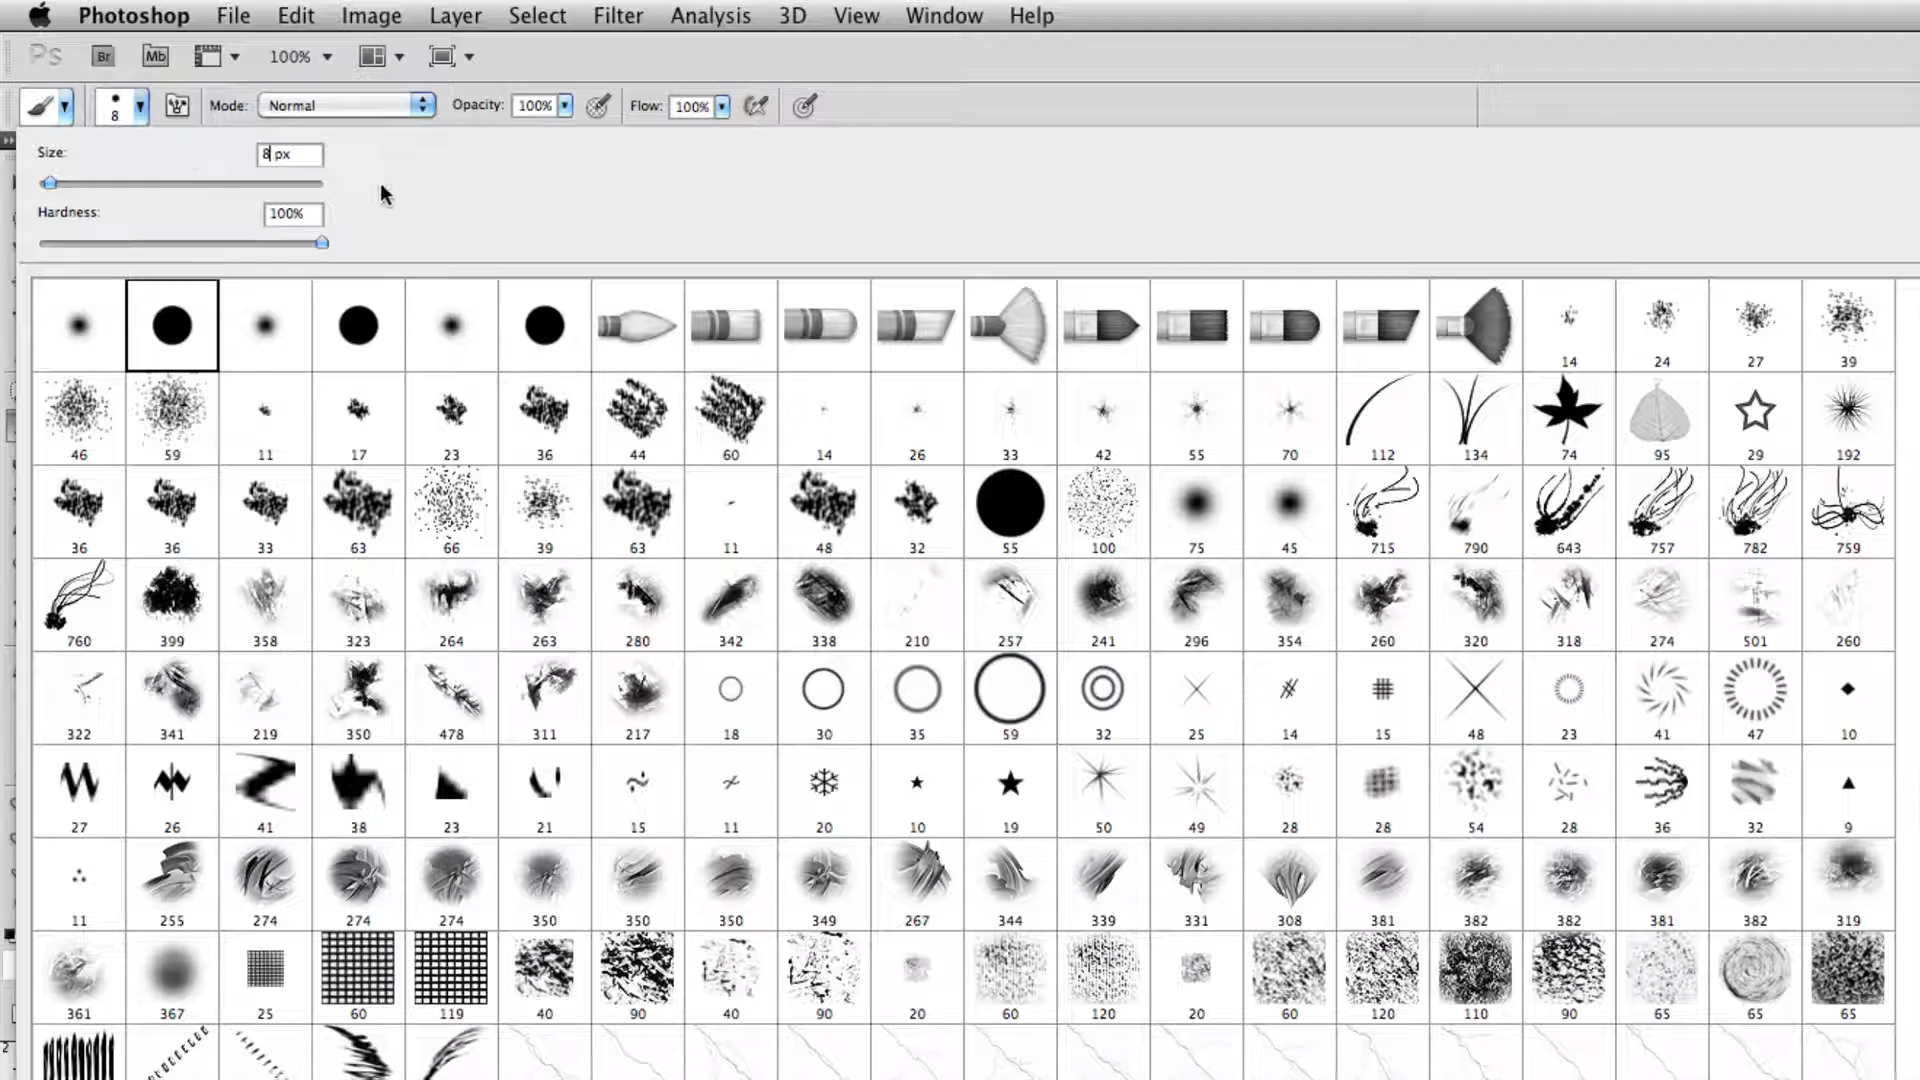 Photoshop File Edit Image Layer Select Filter Analysis 3D View Window Help
Ps Br Mb 100%
8 Mode: Normal Opacity: 100% Flow: 100%
Size: 8 px
Hardness: 100%
14 24 27 39
46 59 11 17 23 36 44 60 14 26 33 42 55 70 112 134 74 95 29 192
36 36 33 63 66 39 63 11 48 32 55 100 75 45 715 790 643 757 782 759
760 399 358 323 264 263 280 342 338 210 257 241 296 354 260 320 318 274 501 260
322 341 219 350 478 311 217 18 30 35 59 32 25 14 15 48 23 41 47 10
27 26 41 38 23 21 15 11 20 10 19 50 49 28 28 54 28 36 32 9
11 255 274 274 274 350 350 350 349 267 344 339 331 308 381 382 382 381 382 319
361 367 25 60 119 40 90 40 90 20 60 120 20 60 120 110 90 65 65 65
2